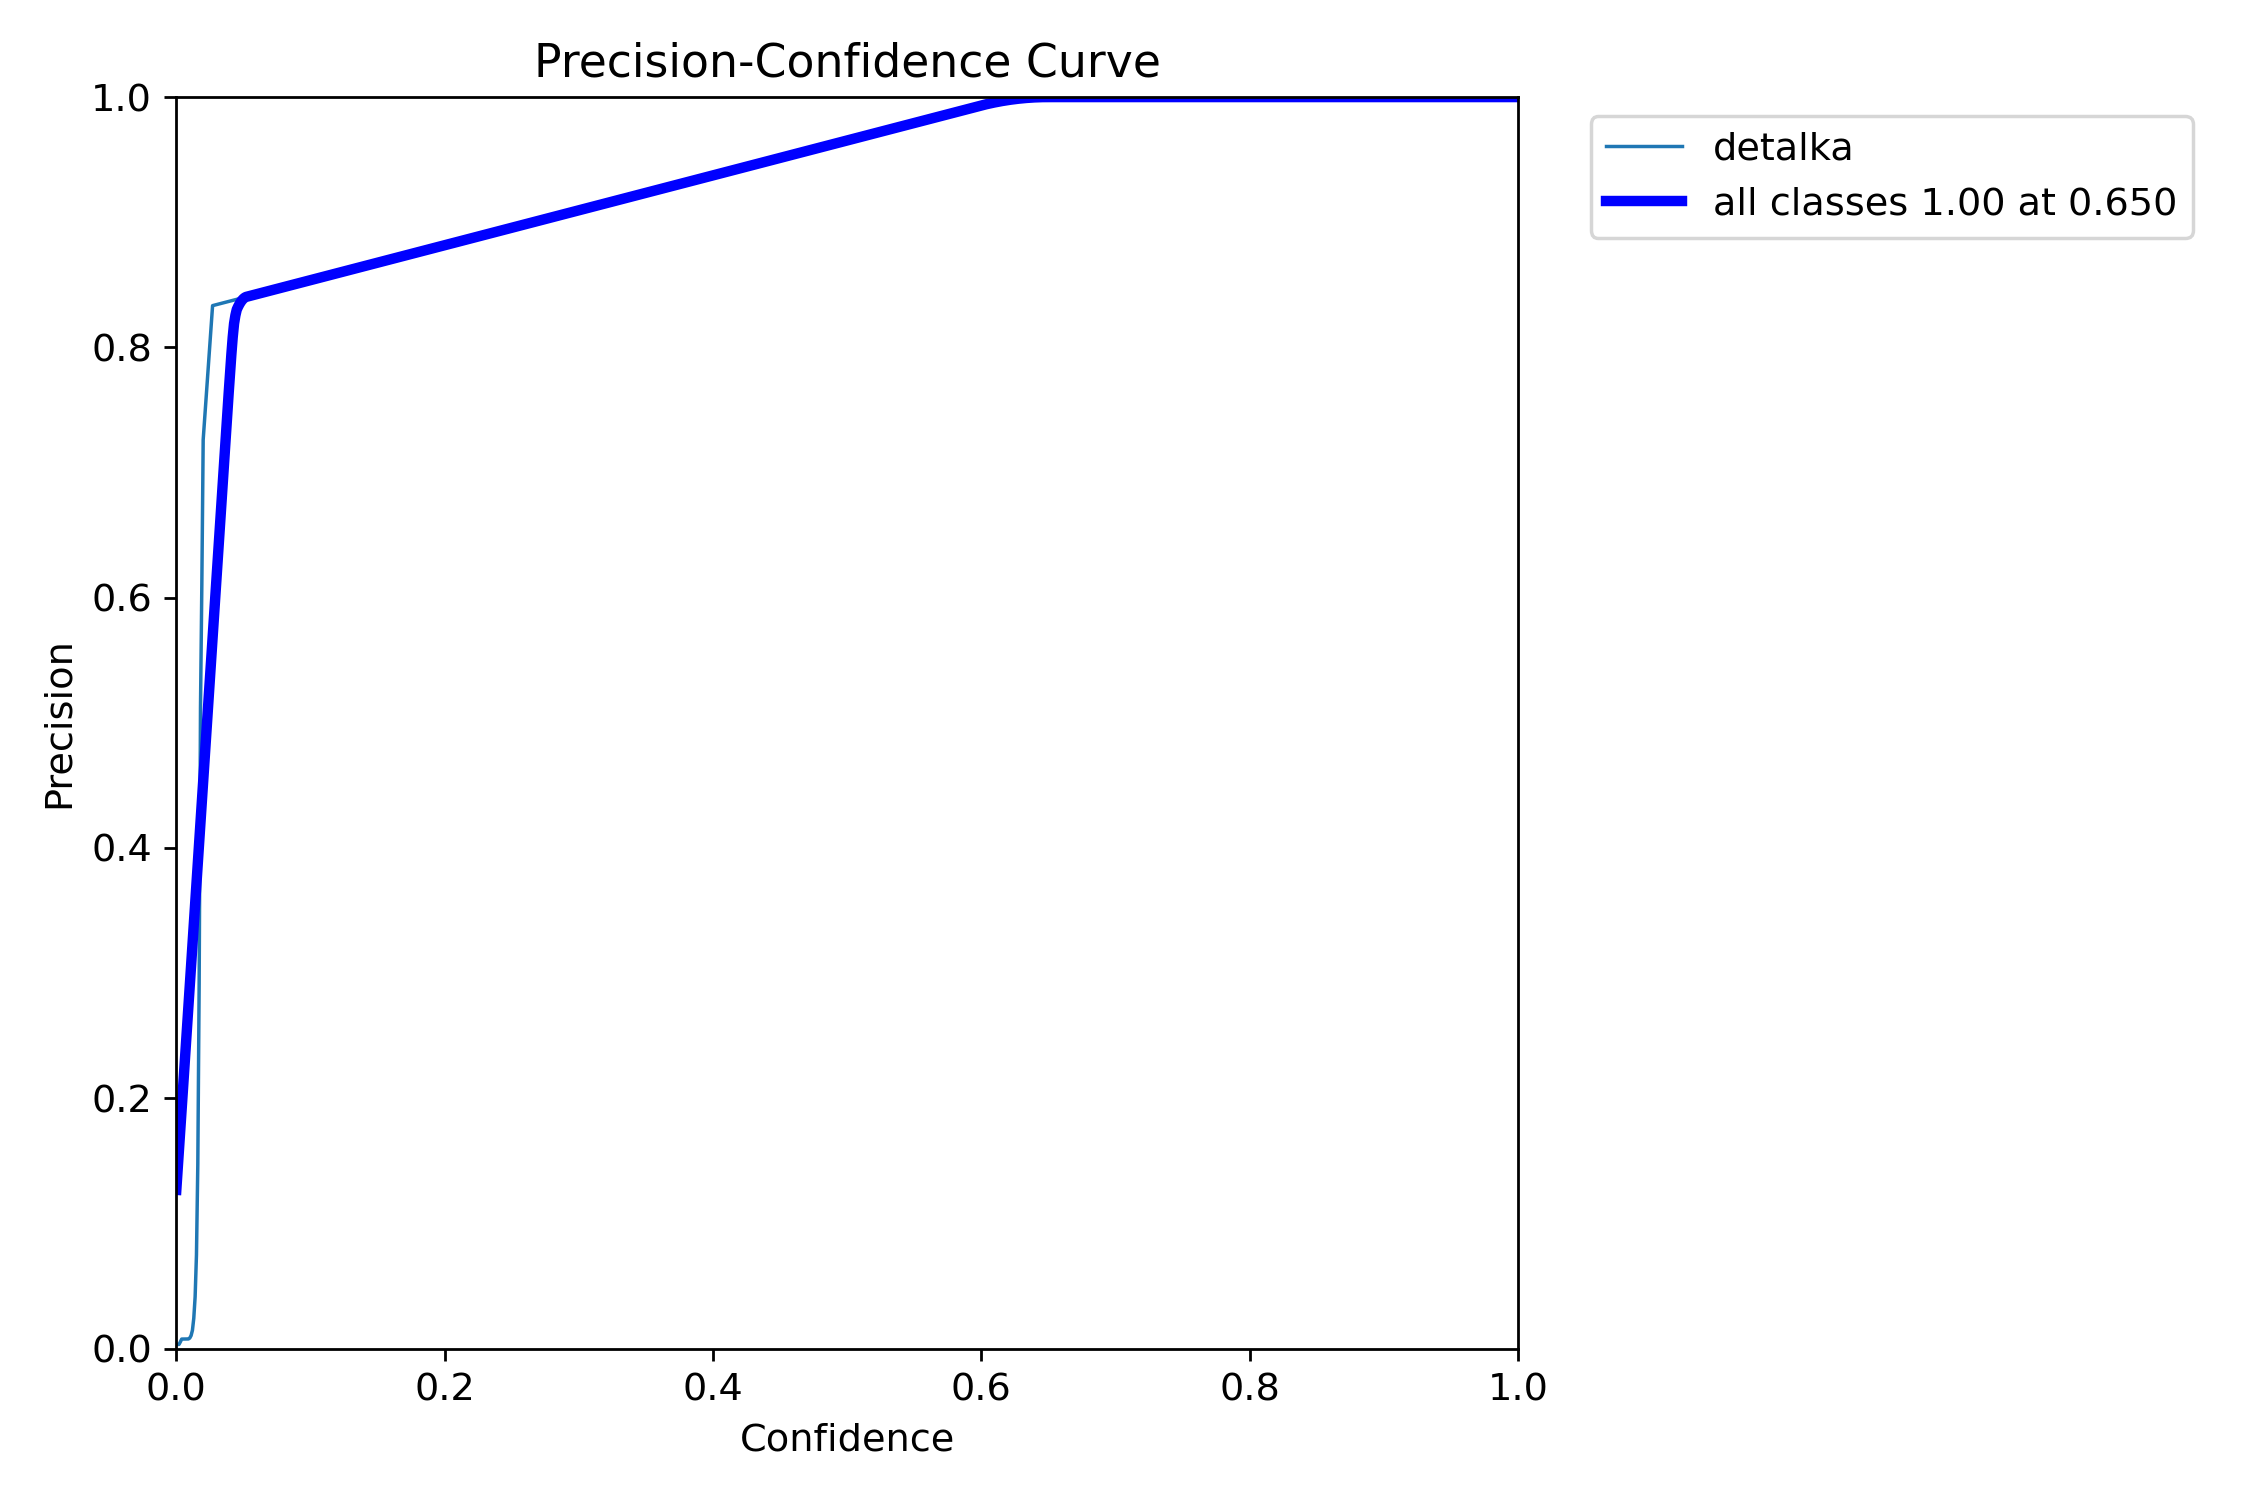 Precision-Confidence Curve
1.0
0.8
0.6
0.4
0.2
0.0
Precision
0.0 0.2 0.4 0.6 0.8 1.0
Confidence
detalka
all classes 1.00 at 0.650